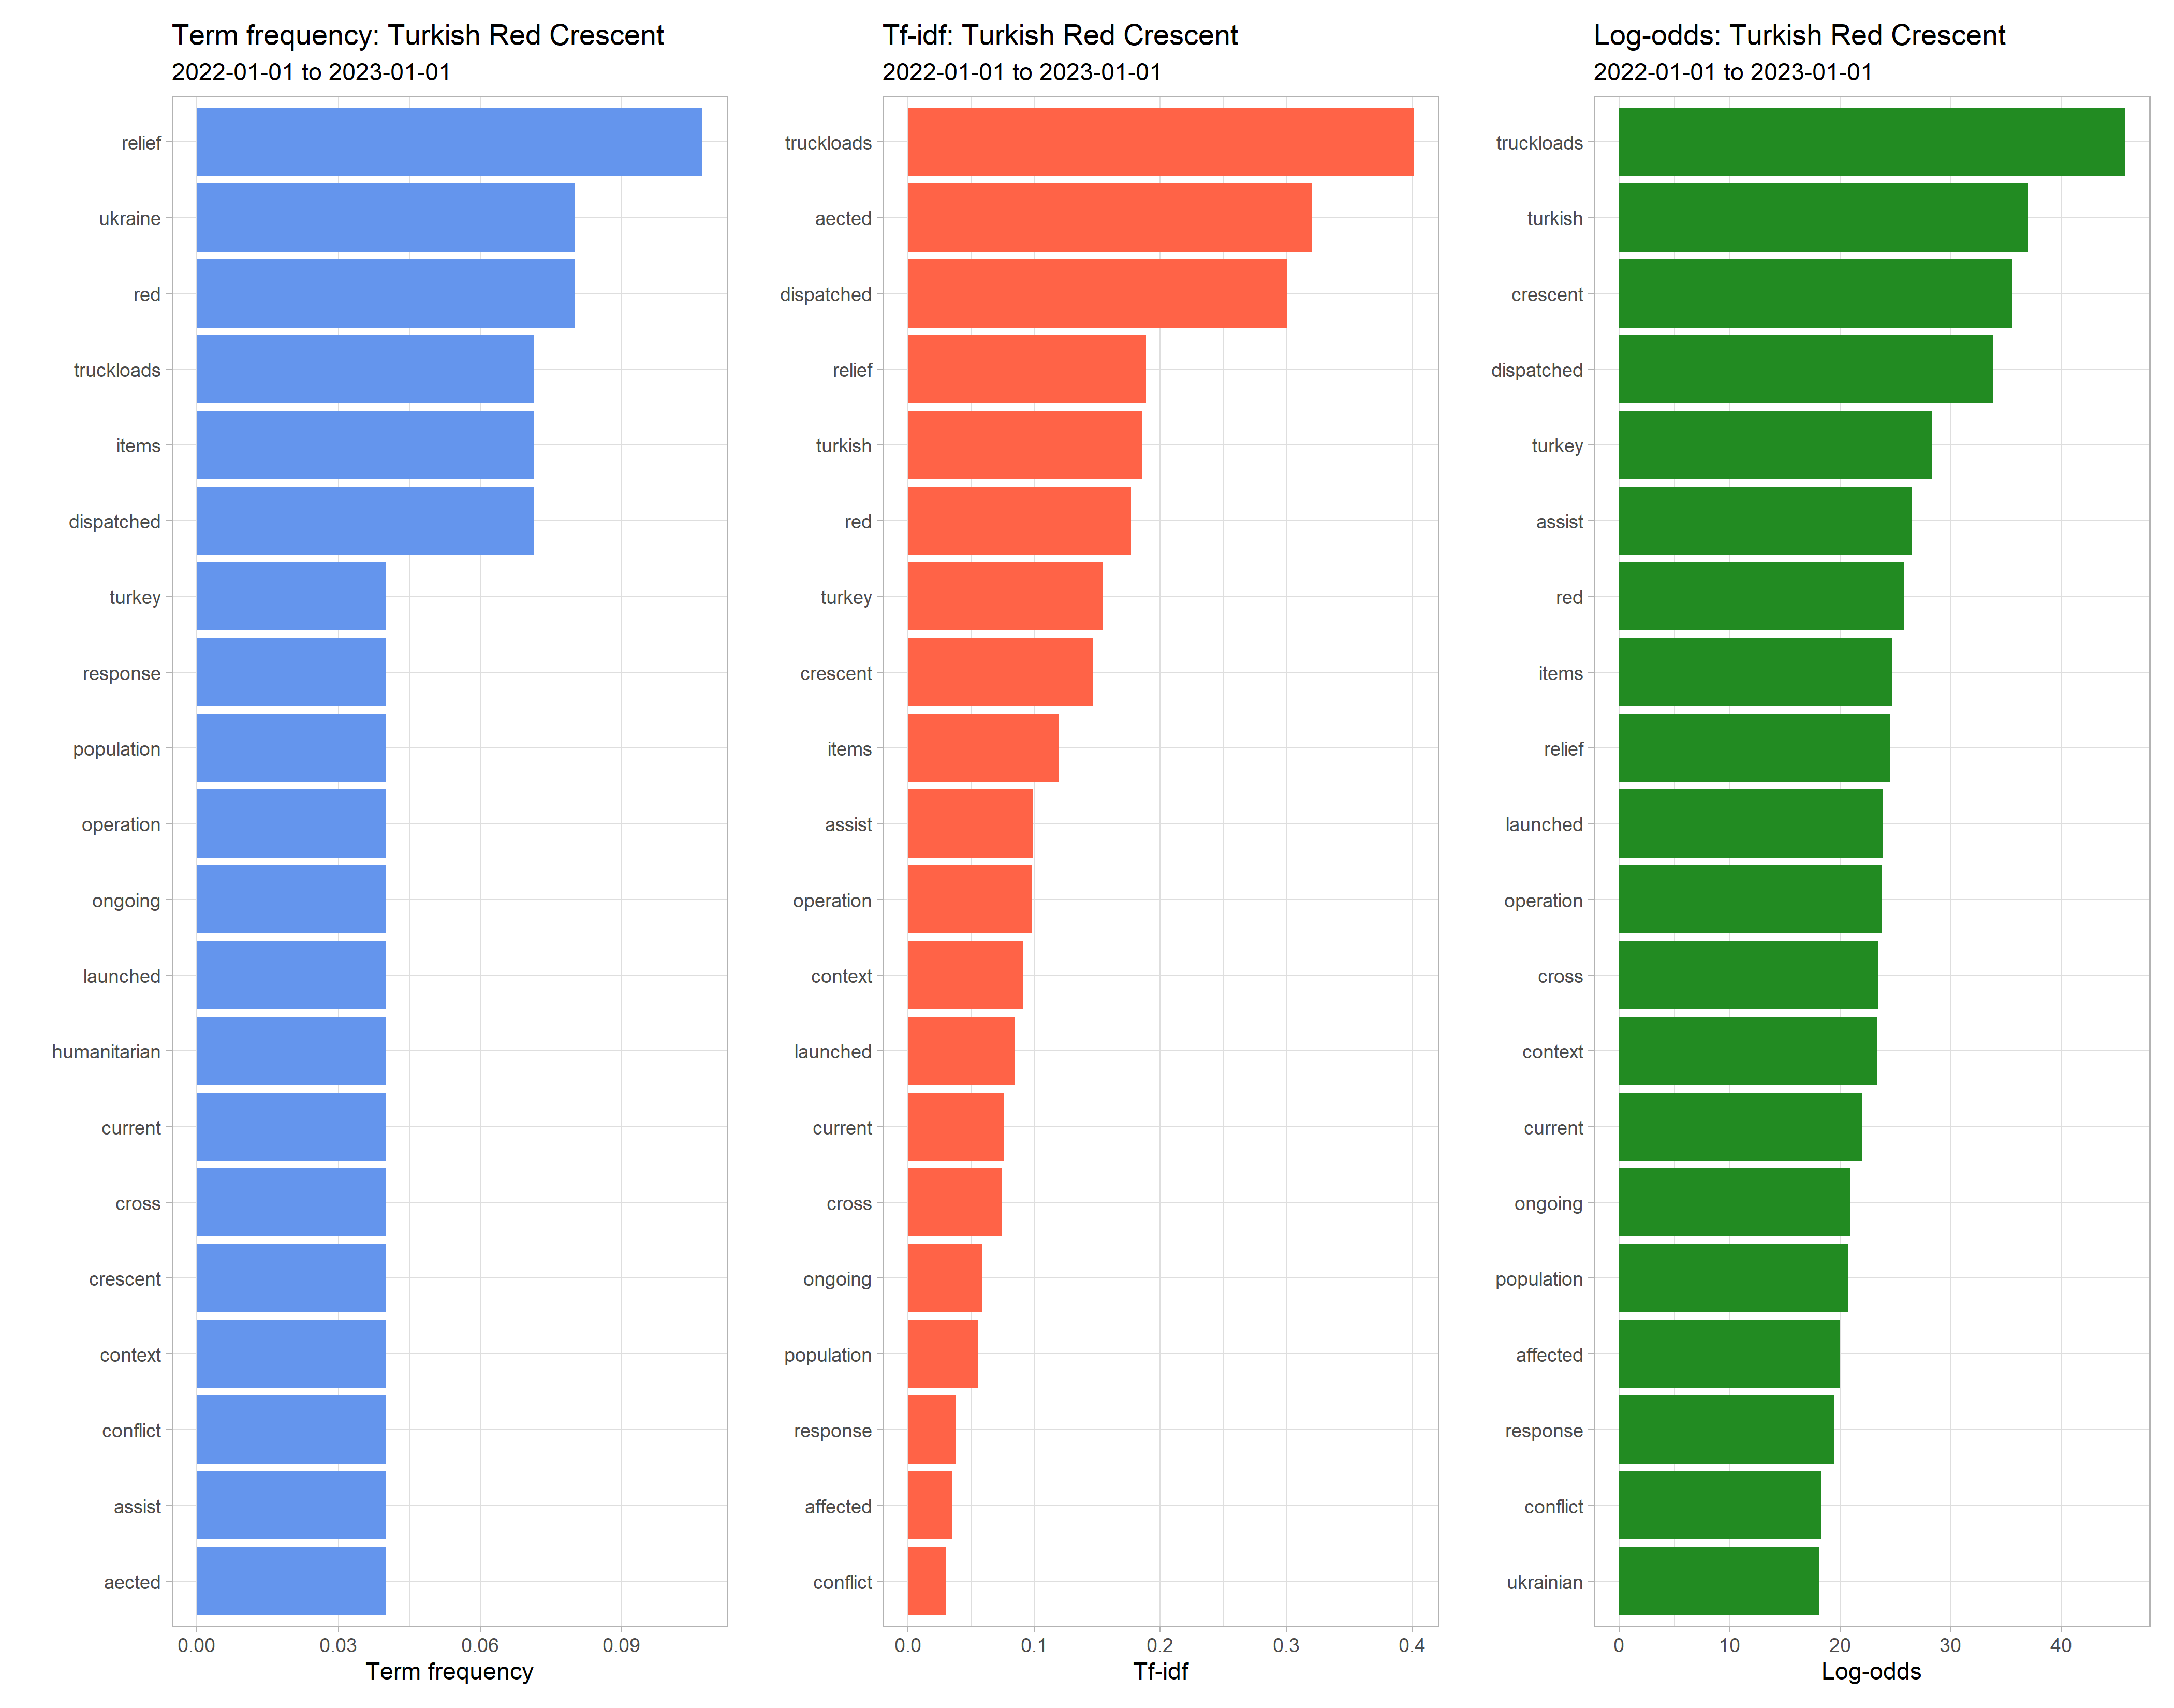 Term frequency: Turkish Red Crescent
2022-01-01 to 2023-01-01
relief
ukraine
red
truckloads
items
dispatched
turkey
response
population
operation
ongoing
launched
humanitarian
current
cross
crescent
context
conflict
assist
aected
0.00 0.03 0.06 0.09
Term frequency
Tf-idf: Turkish Red Crescent
2022-01-01 to 2023-01-01
truckloads
aected
dispatched
relief
turkish
red
turkey
crescent
items
assist
operation
context
launched
current
cross
ongoing
population
response
affected
conflict
0.0 0.1 0.2 0.3 0.4
Tf-idf
Log-odds: Turkish Red Crescent
2022-01-01 to 2023-01-01
truckloads
turkish
crescent
dispatched
turkey
assist
red
items
relief
launched
operation
cross
context
current
ongoing
population
affected
response
conflict
ukrainian
0 10 20 30 40
Log-odds